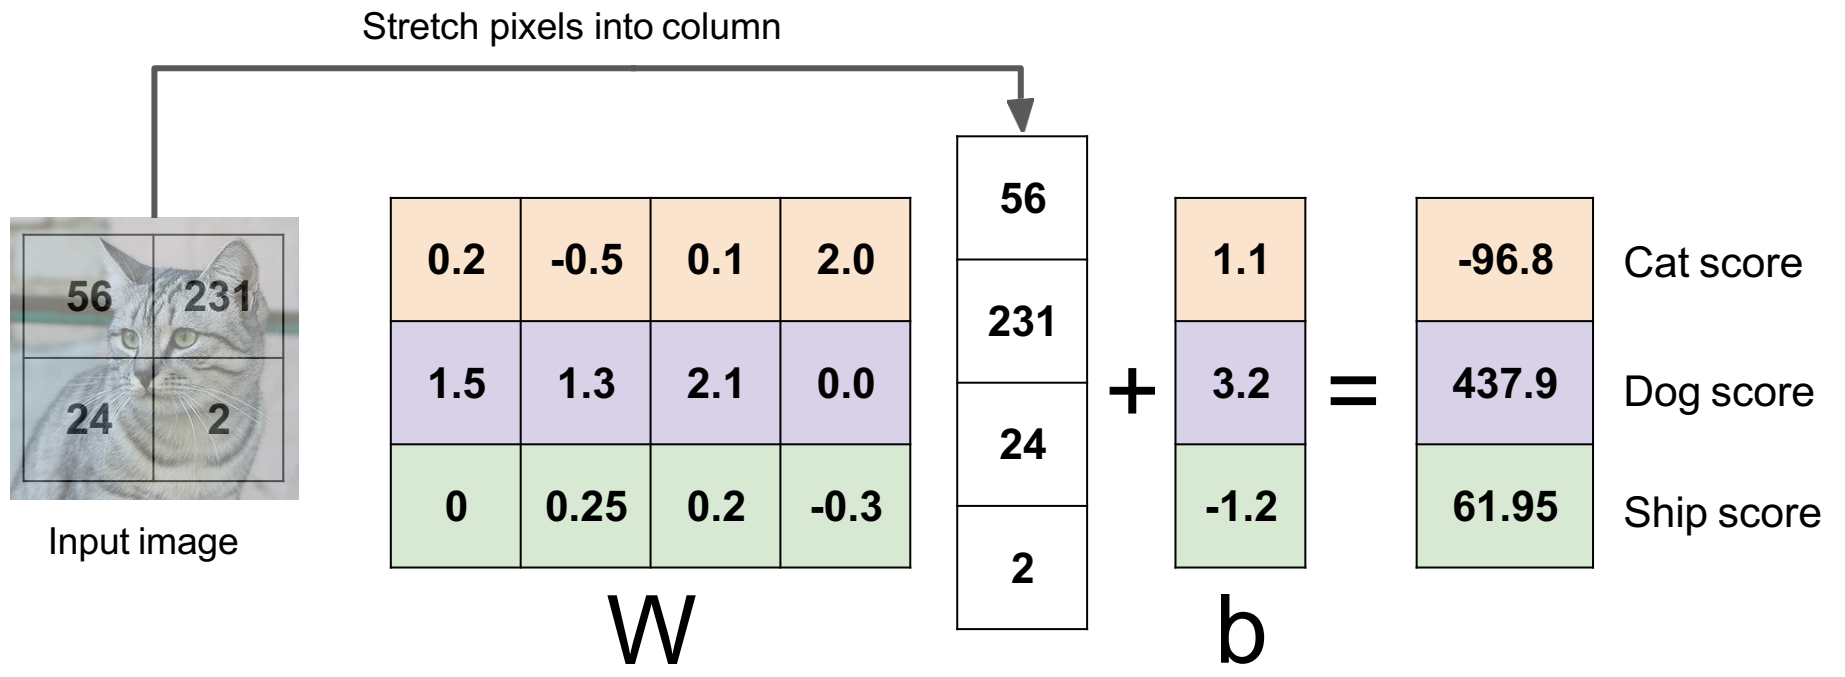 Stretch pixels into column
56 231
24 2
Input image
0.2 -0.5 0.1 2.0
1.5 1.3 2.1 0.0
0 0.25 0.2 -0.3
W
56
231
24
2
+
1.1
3.2
-1.2
b
=
-96.8 Cat score
437.9 Dog score
61.95 Ship score